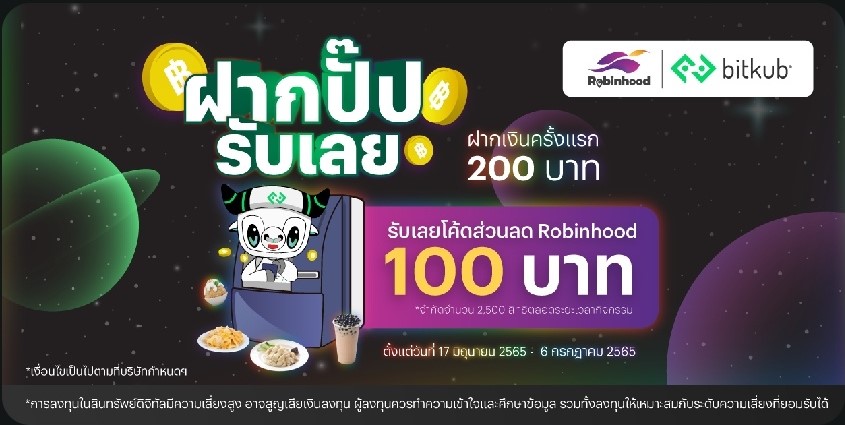 ฝากปั๊ป
รับเลย
Robinhood
bitkub
ฝากเงินครั้งแรก
200 บาท
รับเลยโค้ดส่วนลด Robinhood
100 บาท
*จำกัดจำนวน 2,500 สิทธิ์ตลอดระยะเวลากิจกรรม
ตั้งแต่วันที่ 17 มิถุนายน 2565 - 6 กรกฎาคม 2565
*เงื่อนไขเป็นไปตามที่บริษัทกำหนดฯ
*การลงทุนในสินทรัพย์ดิจิทัลมีความเสี่ยงสูง อาจสูญเสียเงินลงทุน ผู้ลงทุนควรทำความเข้าใจและศึกษาข้อมูล รวมทั้งลงทุนให้เหมาะสมกับระดับความเสี่ยงที่ยอมรับได้